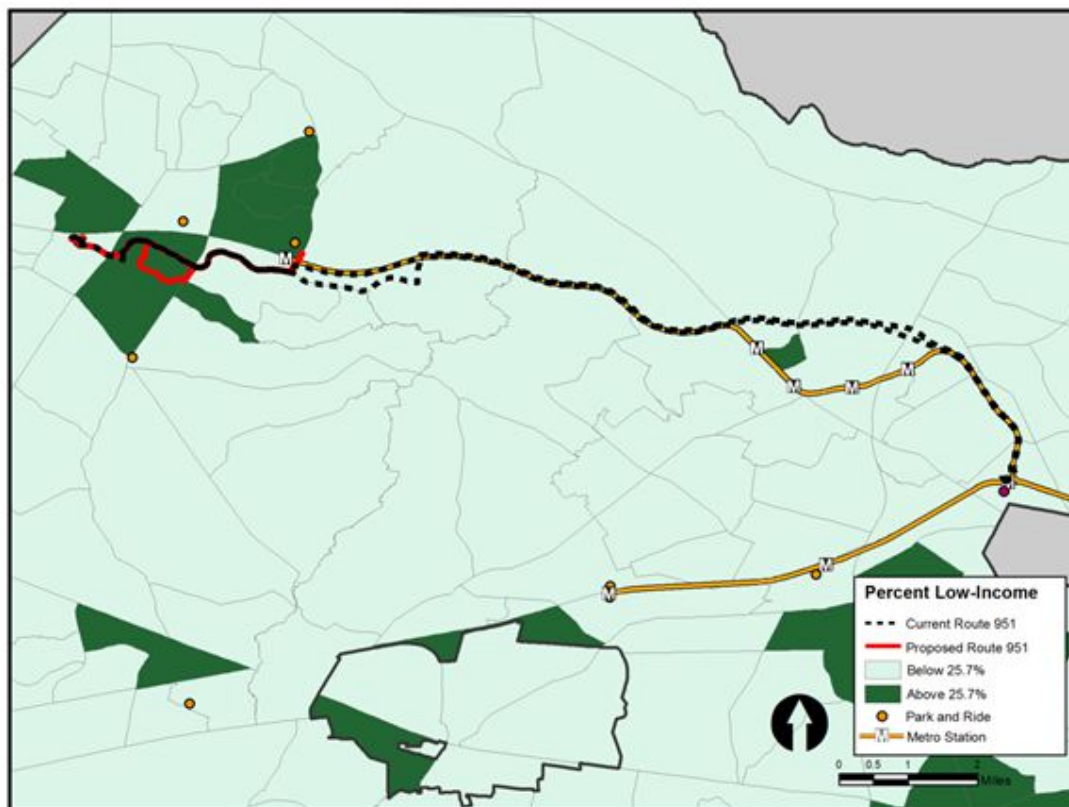 M
M
M
M
M
M
M
Percent Low-Income
Current Route 951
Proposed Route 951
Below 25.7%
Above 25.7%
Park and Ride
M Metro Station
0 0.5 1 2
Miles